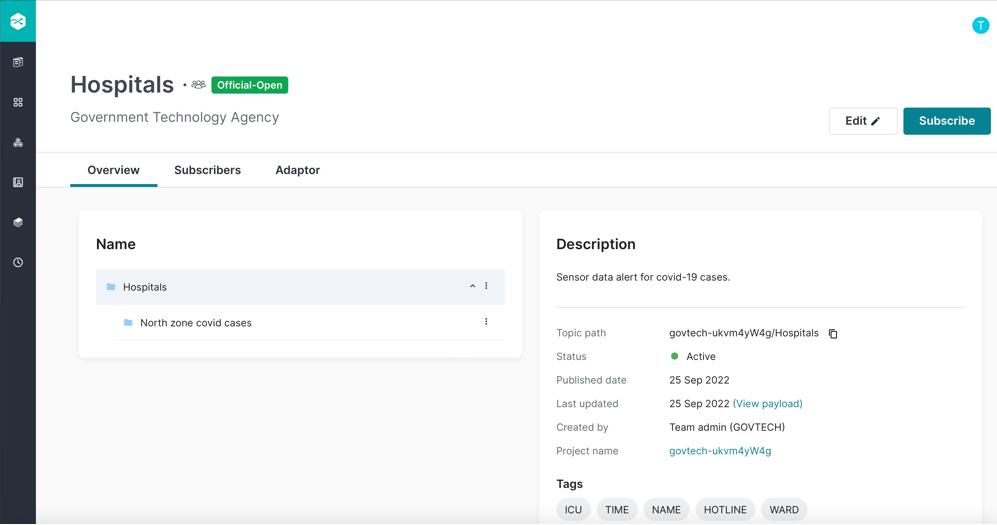 T
Hospitals · Official-Open
Government Technology Agency
Edit
Subscribe
Overview Subscribers Adaptor
Name
Hospitals
North zone covid cases
Description
Sensor data alert for covid-19 cases.
Topic path govtech-ukvm4yW4g/Hospitals
Status Active
Published date 25 Sep 2022
Last updated 25 Sep 2022 (View payload)
Created by Team admin (GOVTECH)
Project name govtech-ukvm4yW4g
Tags
ICU TIME NAME HOTLINE WARD